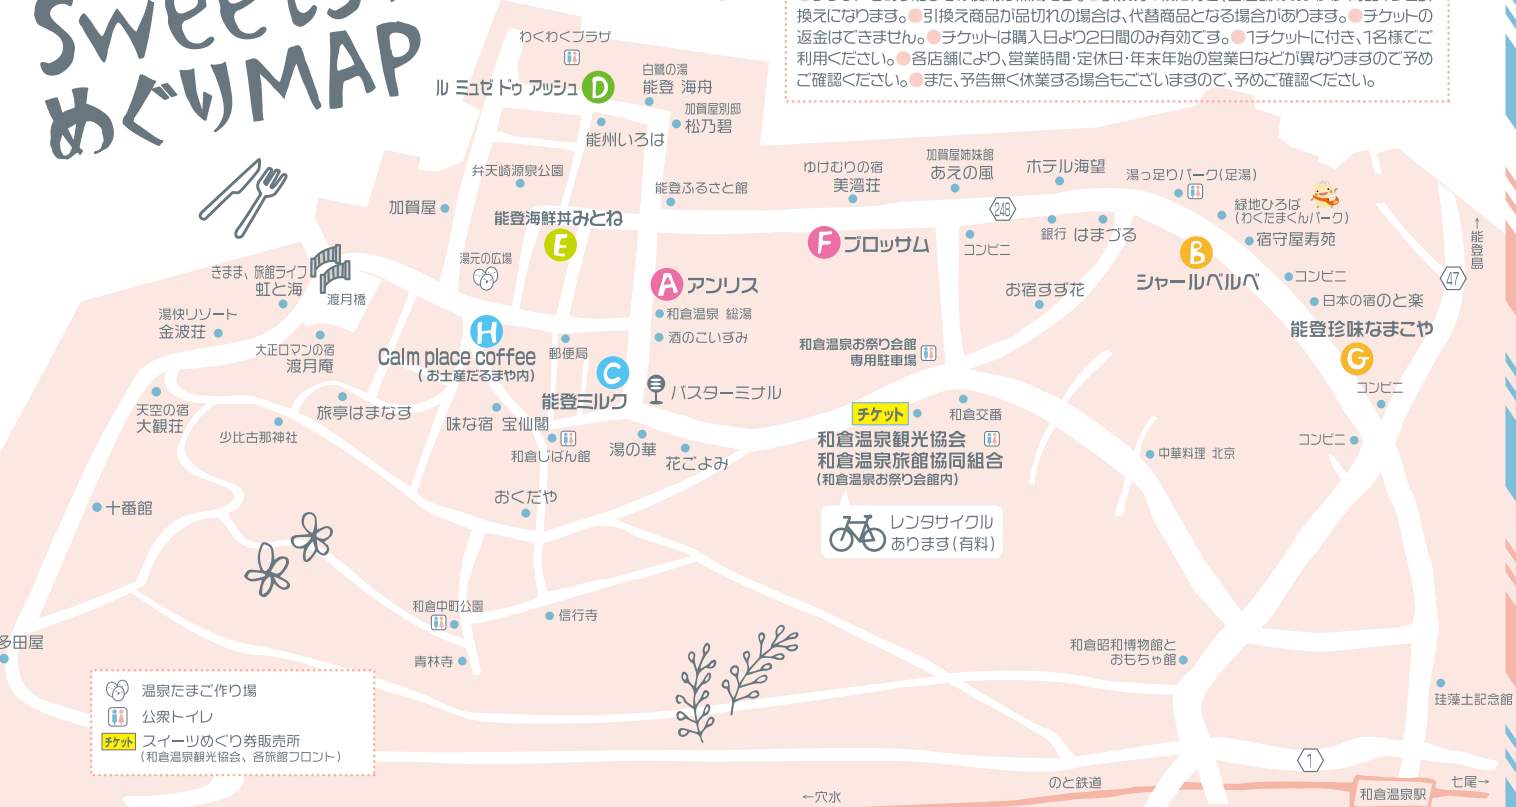 Sweets
めぐりMAP
換えになります。●引換え商品が品切れの場合は、代替商品となる場合があります。●チケットの
返金はできません。●チケットは購入日より2日間のみ有効です。●1チケットに付き、1名様でご
利用ください。●各店舗により、営業時間・定休日・年末年始の営業日などが異なりますので予め
ご確認ください。●また、予告無く休業する場合もございますので、予めご確認ください。
わくわくプラザ
ル ミュゼ ドゥ アッシュ D
白鷺の湯
能登 海舟
加賀屋別邸
松乃碧
能州いろは
弁天崎源泉公園
能登ふるさと館
加賀屋
能登海鮮丼みとね
E
ゆけむりの宿
美湾荘
加賀屋姉妹館
あえの風
ホテル海望
湯っ足りパーク(足湯)
緑地ひろば
(わくたまくんパーク)
宿守屋寿苑
248
銀行
はまづる
コンビニ
F ブロッサム
B
シャールベルベ
↑能登島
47
コンビニ
日本の宿のと楽
能登珍味なまこや
G
コンビニ
コンビニ
お宿すず花
湯元の広場
A アンリス
和倉温泉 総湯
酒のこいずみ
きまま、旅館ライフ
虹と海
渡月橋
湯快リゾート
金波荘
大正ロマンの宿
渡月庵
H
Calm place coffee
(お土産だるまや内)
郵便局
C
能登ミルク
バスターミナル
和倉温泉お祭り会館
専用駐車場
天空の宿
大観荘
旅亭はまなす
少比古那神社
味な宿 宝仙閣
和倉じばん館
湯の華
花ごよみ
チケット
和倉交番
和倉温泉観光協会
和倉温泉旅館協同組合
(和倉温泉お祭り会館内)
中華料理 北京
レンタサイクル
あります(有料)
十番館
おくだや
和倉中町公園
信行寺
青林寺
多田屋
和倉昭和博物館と
おもちゃ館
珪藻土記念館
温泉たまご作り場
公衆トイレ
チケット スイーツめぐり券販売所
(和倉温泉観光協会、各旅館フロント)
1
のと鉄道
七尾→
和倉温泉駅
←穴水